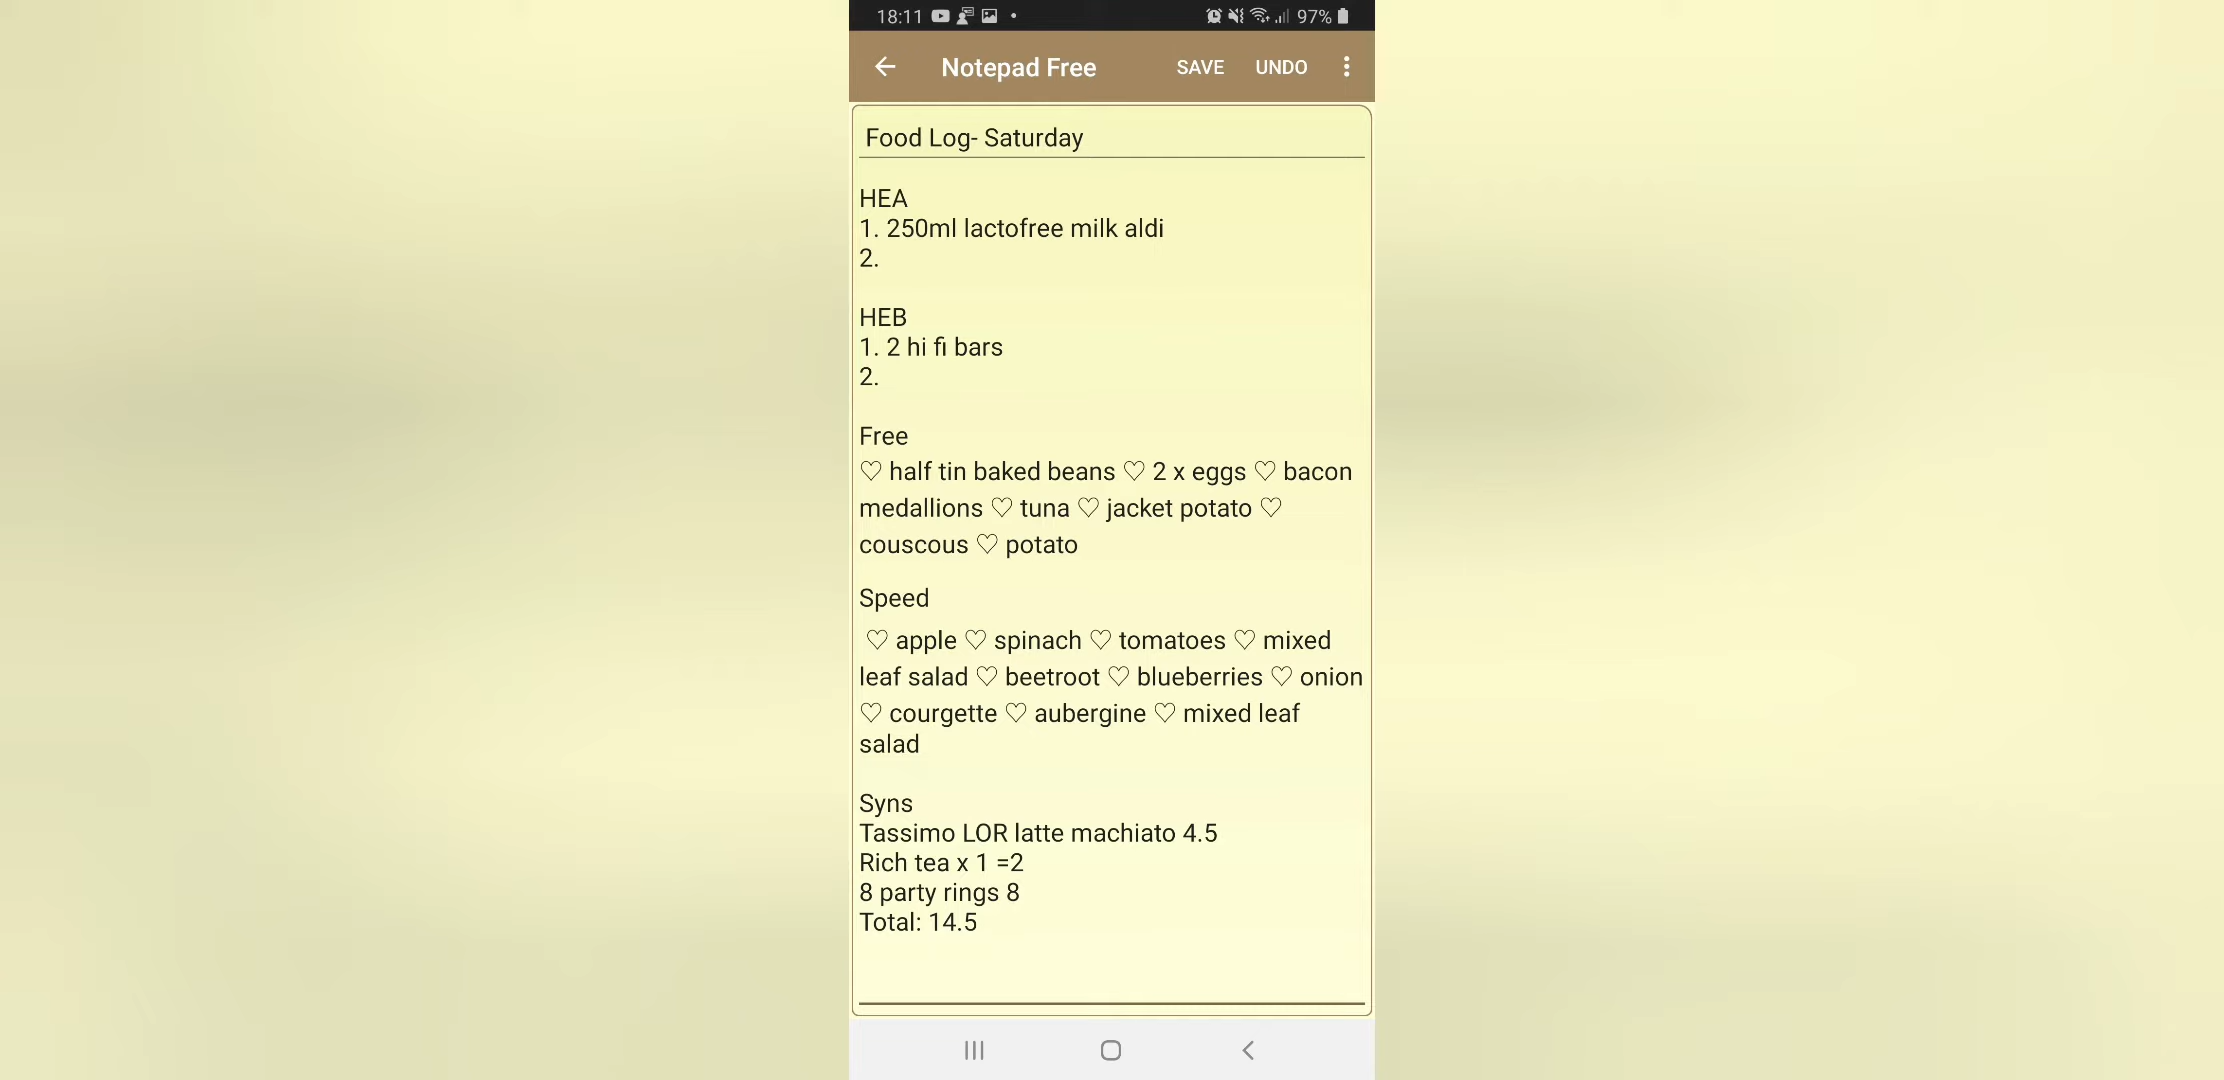 18:11 97%
Notepad Free SAVE UNDO
Food Log- Saturday
HEA
1. 250ml lactofree milk aldi
2.
HEB
1. 2 hi fi bars
2.
Free
♡ half tin baked beans ♡ 2 x eggs ♡ bacon
medallions ♡ tuna ♡ jacket potato ♡
couscous ♡ potato
Speed
♡ apple ♡ spinach ♡ tomatoes ♡ mixed
leaf salad ♡ beetroot ♡ blueberries ♡ onion
♡ courgette ♡ aubergine ♡ mixed leaf
salad
Syns
Tassimo LOR latte machiato 4.5
Rich tea x 1 =2
8 party rings 8
Total: 14.5